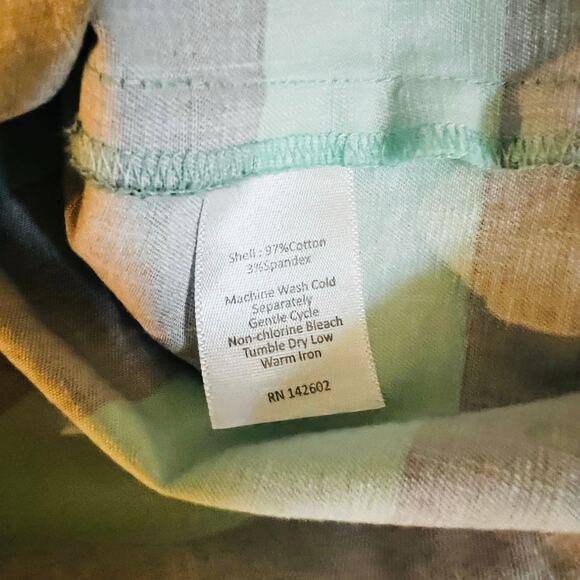 Shell : 97%Cotton
3%Spandex
Machine Wash Cold
Separately
Gentle Cycle
Non-chlorine Bleach
Tumble Dry Low
Warm Iron
RN 142602